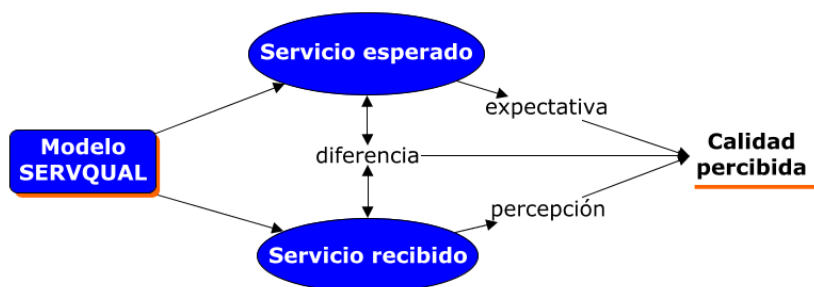 Servicio esperado
expectativa
Modelo
SERVQUAL
diferencia
Calidad
percibida
percepción
Servicio recibido